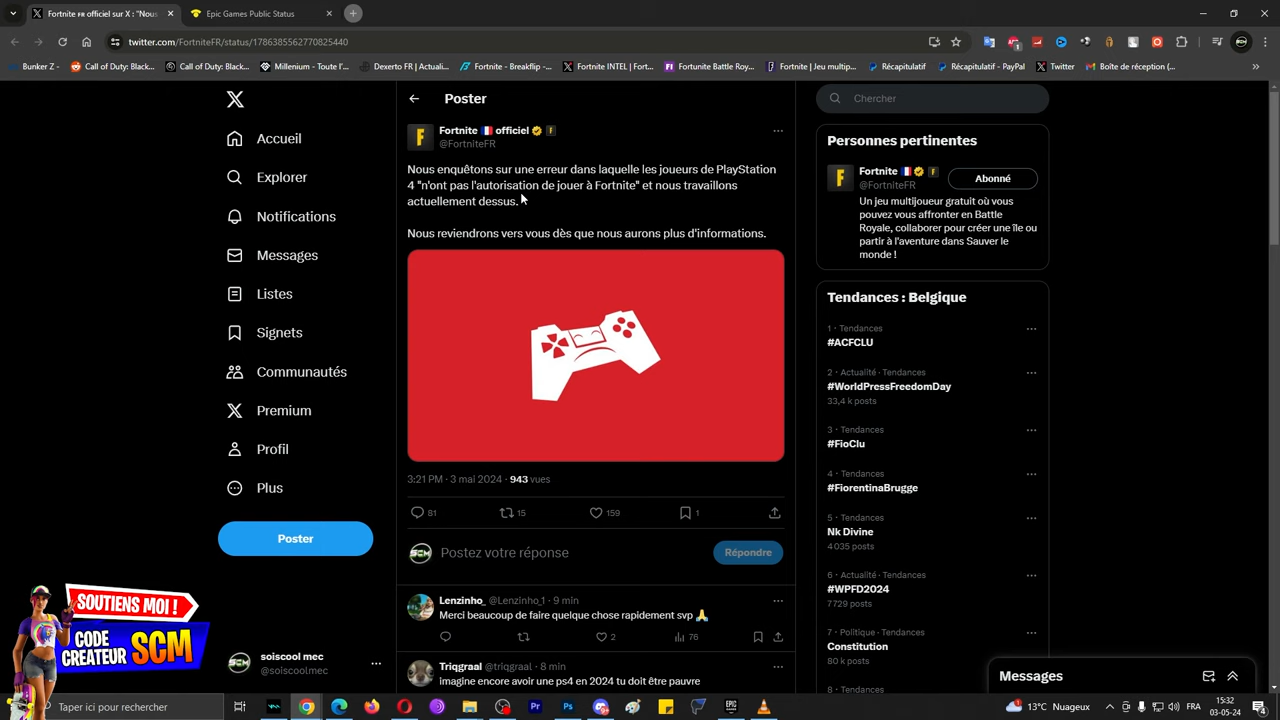 Fortnite FR officiel sur X : "Nous
Epic Games Public Status
twitter.com/FortniteFR/status/1786385562770825440
Bunker Z -
Call of Duty: Black...
Call of Duty: Black...
Millenium - Toute l'...
Dexerto FR | Actuali...
Fortnite - Breakflip -...
Fortnite INTEL | Fort...
Fortunite Battle Roy...
Fortnite | Jeu multip...
Récapitulatif
Récapitulatif - PayPal
Twitter
Boîte de réception (...
Accueil
Explorer
Notifications
Messages
Listes
Signets
Communautés
Premium
Profil
Plus
Poster
soiscool mec
@soiscool.mec
SOUTIENS MOI !
CODE
CREATEUR SCM
Poster
Fortnite officiel
@FortniteFR
Nous enquêtons sur une erreur dans laquelle les joueurs de PlayStation
4 "n'ont pas l'autorisation de jouer à Fortnite" et nous travaillons
actuellement dessus.
Nous reviendrons vers vous dès que nous aurons plus d'informations.
3:21 PM · 3 mai 2024 · 943 vues
81
15
159
1
Postez votre réponse
Répondre
Lenzinho_ @Lenzinho_1 · 9 min
Merci beaucoup de faire quelque chose rapidement svp
2
76
Triqgraal @triqgraal · 8 min
imagine encore avoir une ps4 en 2024 tu doit être pauvre
Chercher
Personnes pertinentes
Fortnite
@FortniteFR
Abonné
Un jeu multijoueur gratuit où vous
pouvez vous affronter en Battle
Royale, collaborer pour créer une île ou
partir à l'aventure dans Sauver le
monde !
Tendances : Belgique
1 · Tendances
#ACFCLU
2 · Actualité · Tendances
#WorldPressFreedomDay
33,4 k posts
3 · Tendances
#FioClu
4 · Tendances
#FiorentinaBrugge
5 · Tendances
Nk Divine
4 035 posts
6 · Actualité · Tendances
#WPFD2024
7 729 posts
7 · Politique · Tendances
Constitution
80 k posts
8 · Tendances
Messages
Taper ici pour rechercher
13°C Nuageux
FRA
15:32
03-05-24